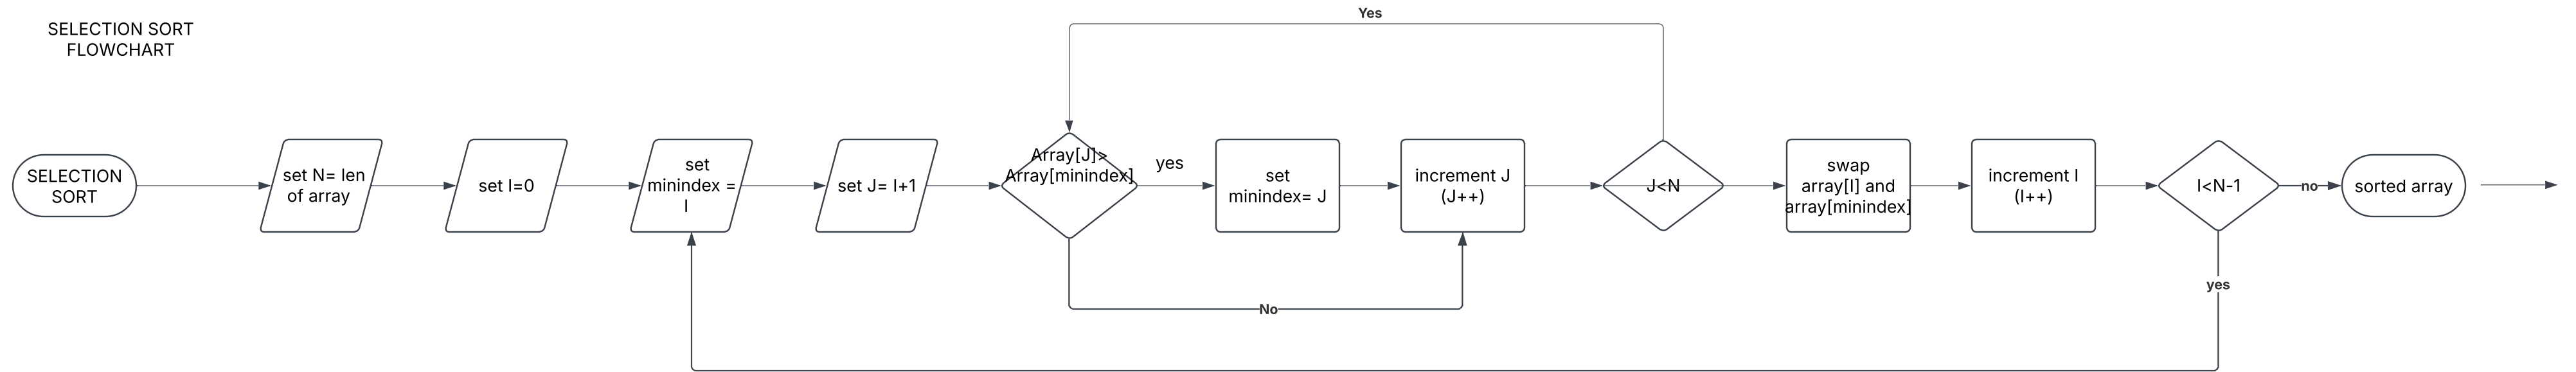 SELECTION SORT
FLOWCHART
SELECTION
SORT
set N= len
of array
set I=0
set
minindex =
I
set J= I+1
Array[J]>
Array[minindex]
yes
No
set
minindex= J
increment J
(J++)
J<N
Yes
swap
array[I] and
array[minindex]
increment I
(I++)
I<N-1
yes
no
sorted array